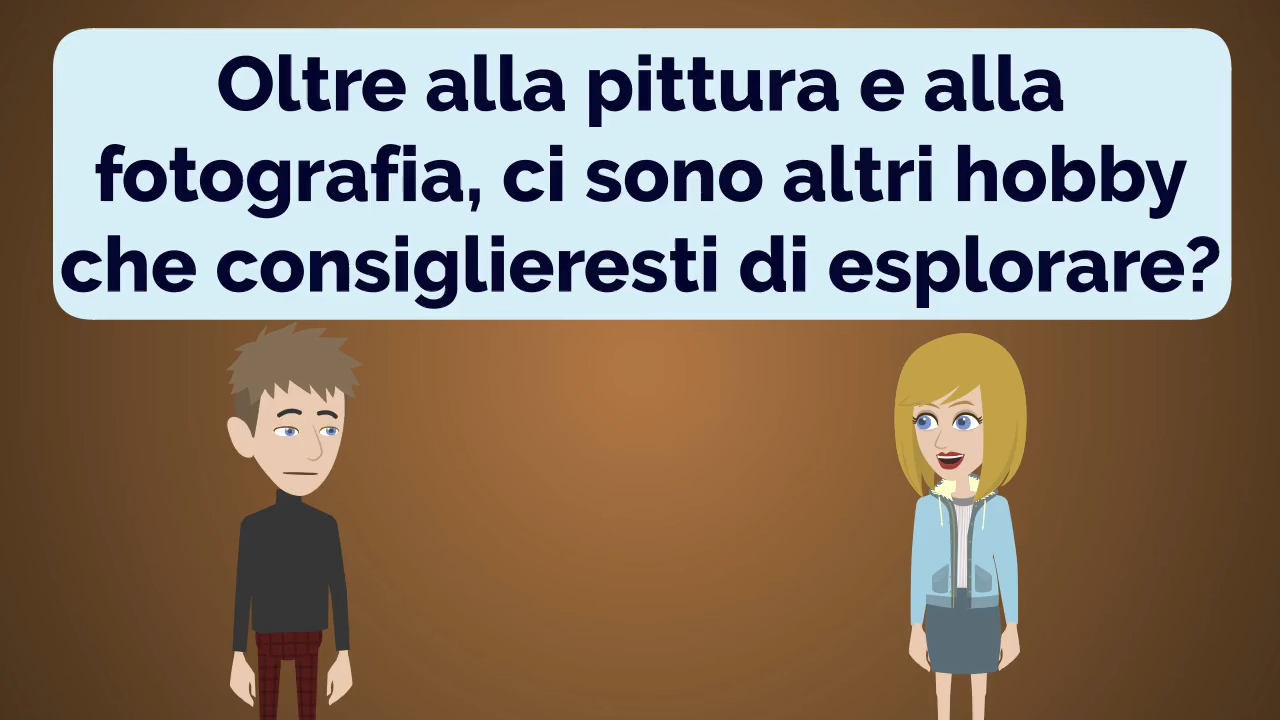 Oltre alla pittura e alla
fotografia, ci sono altri hobby
che consiglieresti di esplorare?